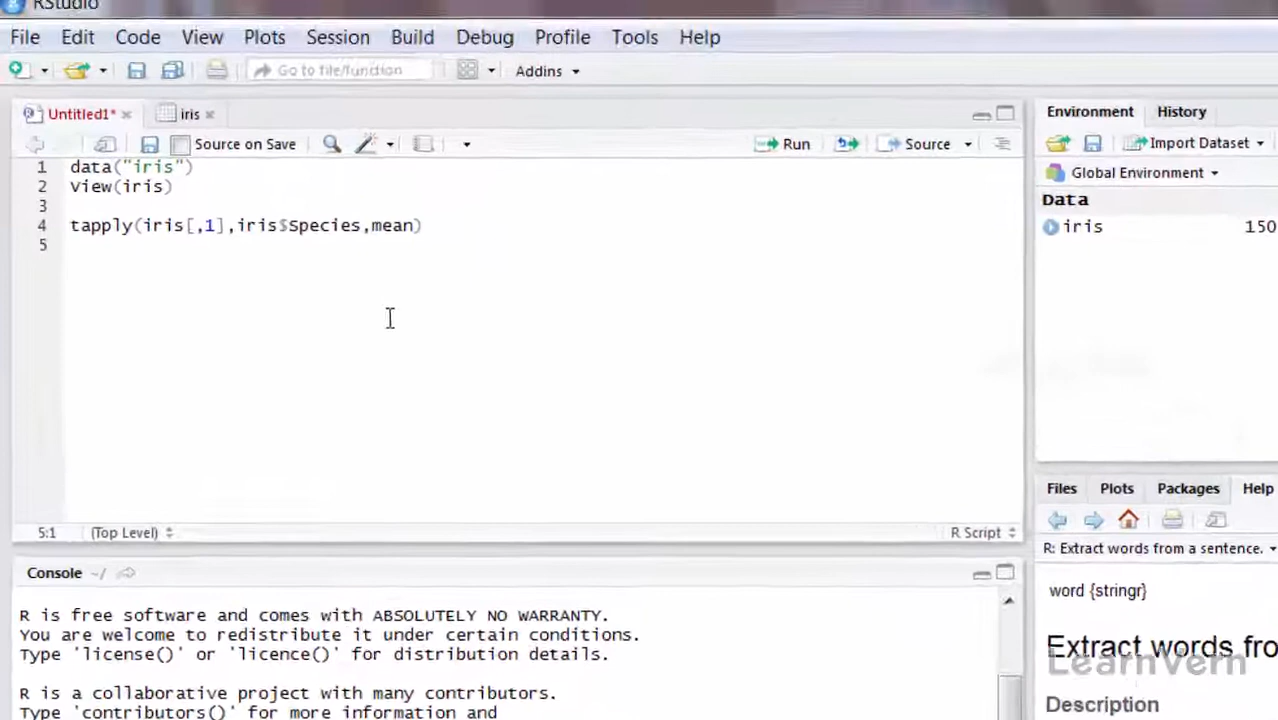 RStudio
File Edit Code View Plots Session Build Debug Profile Tools Help
Go to file/function Addins
Untitled1* iris
Source on Save Run Source
1 data("iris")
2 View(iris)
3
4 tapply(iris[,1],iris$Species,mean)
5
5:1 (Top Level) R Script
Console ~/
R is free software and comes with ABSOLUTELY NO WARRANTY.
You are welcome to redistribute it under certain conditions.
Type 'license()' or 'licence()' for distribution details.
R is a collaborative project with many contributors.
Type 'contributors()' for more information and
Environment History
Import Dataset
Global Environment
Data
iris 150
Files Plots Packages Help
R: Extract words from a sentence.
word {stringr}
Extract words fro
LearnVern
Description